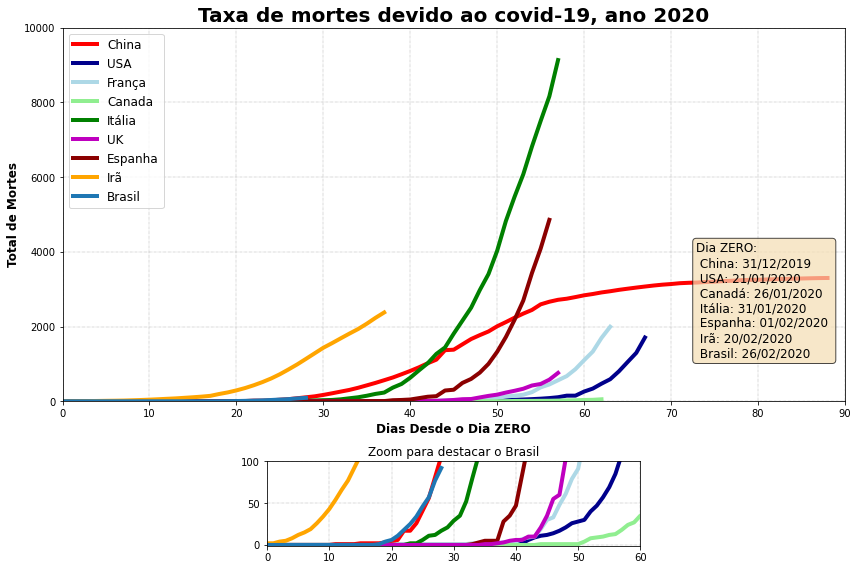 Taxa de mortes devido ao covid-19, ano 2020
10000
8000
6000
4000
2000
0
Total de Mortes
China
USA
França
Canada
Itália
UK
Espanha
Irã
Brasil
Dia ZERO:
China: 31/12/2019
USA: 21/01/2020
Canadá: 26/01/2020
Itália: 31/01/2020
Espanha: 01/02/2020
Irã: 20/02/2020
Brasil: 26/02/2020
0 10 20 30 40 50 60 70 80 90
Dias Desde o Dia ZERO
Zoom para destacar o Brasil
100
50
0
0 10 20 30 40 50 60